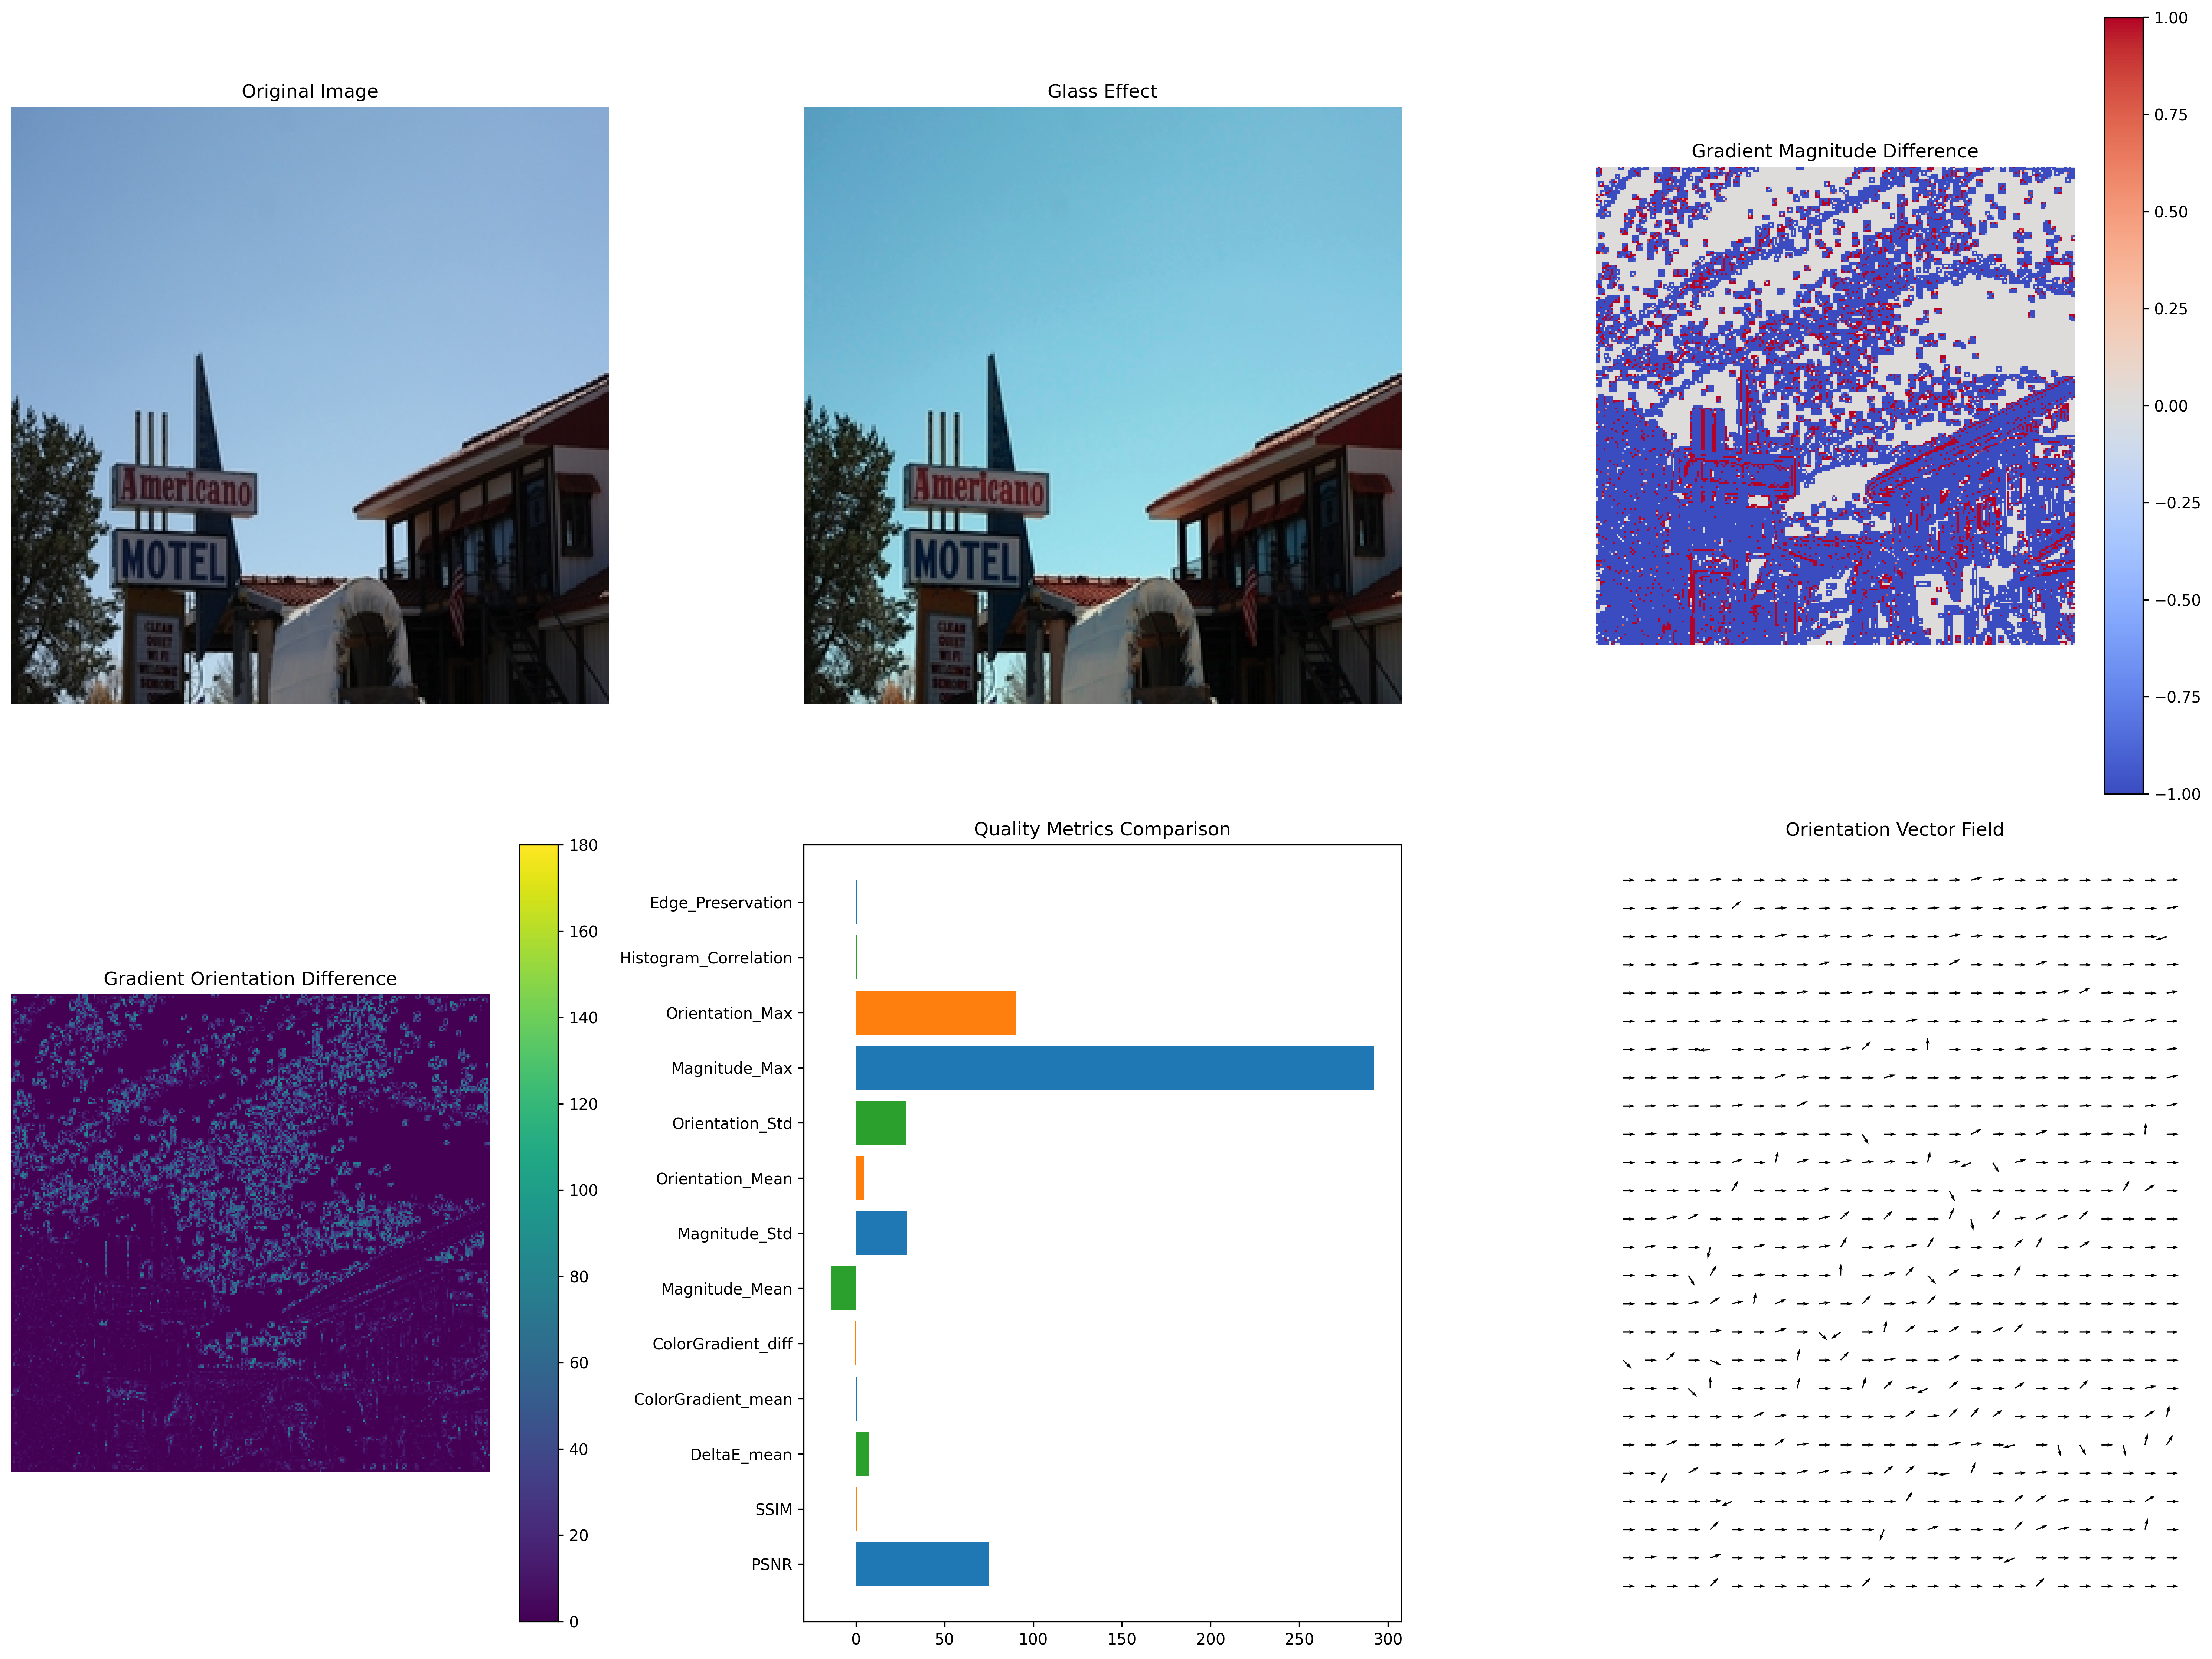 Original Image
Glass Effect
Gradient Magnitude Difference
1.00
0.75
0.50
0.25
0.00
−0.25
−0.50
−0.75
−1.00
Americano
MOTEL
CLEAN
QUIET
WI FI
WELCOME
SENIORS
Americano
MOTEL
CLEAN
QUIET
WI FI
WELCOME
SENIORS
Gradient Orientation Difference
180
160
140
120
100
80
60
40
20
0
Quality Metrics Comparison
Edge_Preservation
Histogram_Correlation
Orientation_Max
Magnitude_Max
Orientation_Std
Orientation_Mean
Magnitude_Std
Magnitude_Mean
ColorGradient_diff
ColorGradient_mean
DeltaE_mean
SSIM
PSNR
0 50 100 150 200 250 300
Orientation Vector Field